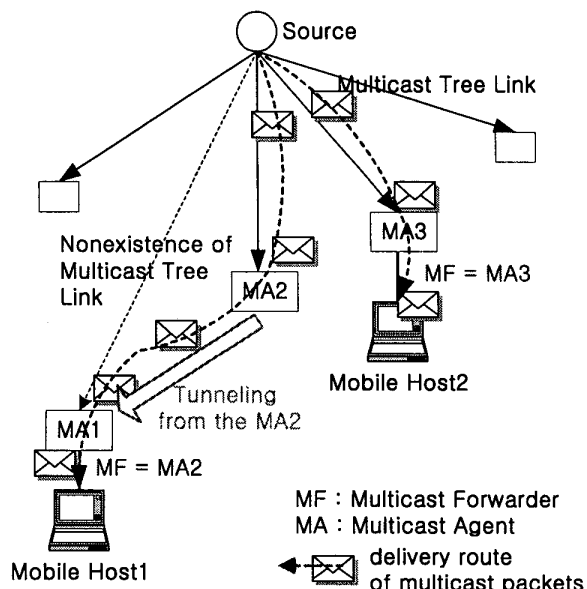 Source
Multicast Tree Link
Nonexistence of
Multicast Tree
Link
MA3
MF = MA3
MA2
Mobile Host2
Tunneling
from the MA2
MA1
MF = MA2
Mobile Host1
MF : Multicast Forwarder
MA : Multicast Agent
delivery route
of multicast packets